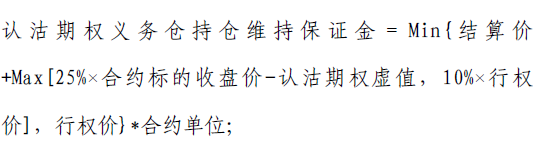 认沽期权义务仓持仓维持保证金 = Min{结算价
+Max[25%×合约标的收盘价-认沽期权虚值，10%×行权
价]，行权价}*合约单位；